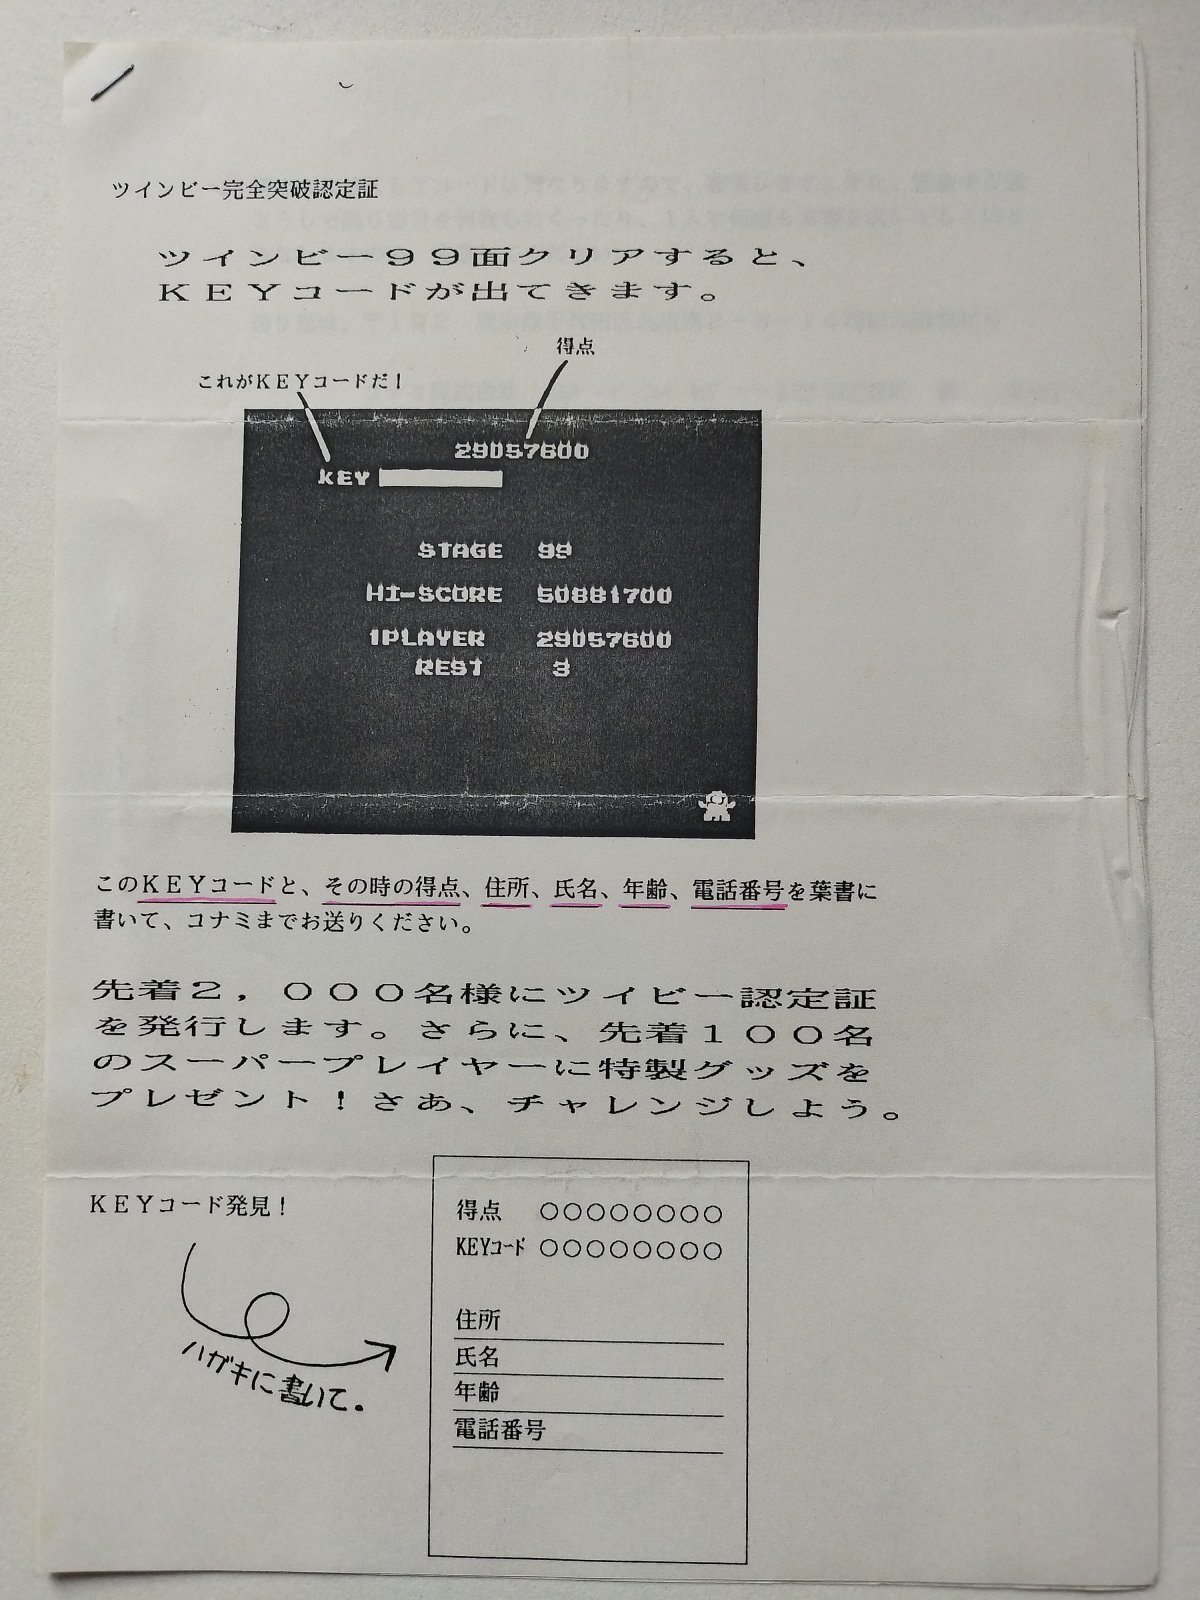 ツインビー完全突破認定証
ツインビー99面クリアすると、
KEYコードが出てきます。
得点
これがKEYコードだ!
29057600
KEY
STAGE 99
HI-SCORE 50881700
1PLAYER 29057600
REST 3
このKEYコードと、その時の得点、住所、氏名、年齢、電話番号を葉書に
書いて、コナミまでお送りください。
先着2,000名様にツイビー認定証
を発行します。さらに、先着100名
のスーパープレイヤーに特製グッズを
プレゼント!さあ、チャレンジしよう。
KEYコード発見!
ハガキに書いて。
得点 ○○○○○○○○
KEYコード ○○○○○○○○
住所
氏名
年齢
電話番号